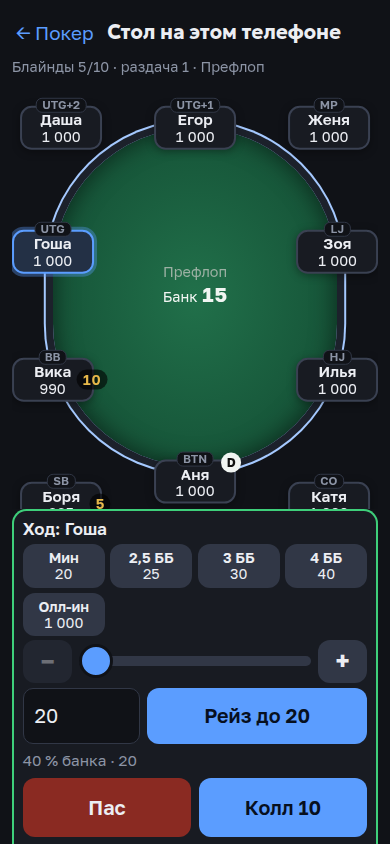 ← Покер Стол на этом телефоне
Блайнды 5/10 · раздача 1 · Префлоп
UTG+2
Даша
1 000
UTG+1
Егор
1 000
MP
Женя
1 000
UTG
Гоша
1 000
LJ
Зоя
1 000
Префлоп
Банк 15
BB
Вика
990
10
HJ
Илья
1 000
BTN
D
Аня
1 000
SB
Боря
5
CO
Катя
Ход: Гоша
Мин
20
2,5 ББ
25
3 ББ
30
4 ББ
40
Олл-ин
1 000
− +
20
Рейз до 20
40 % банка · 20
Пас
Колл 10